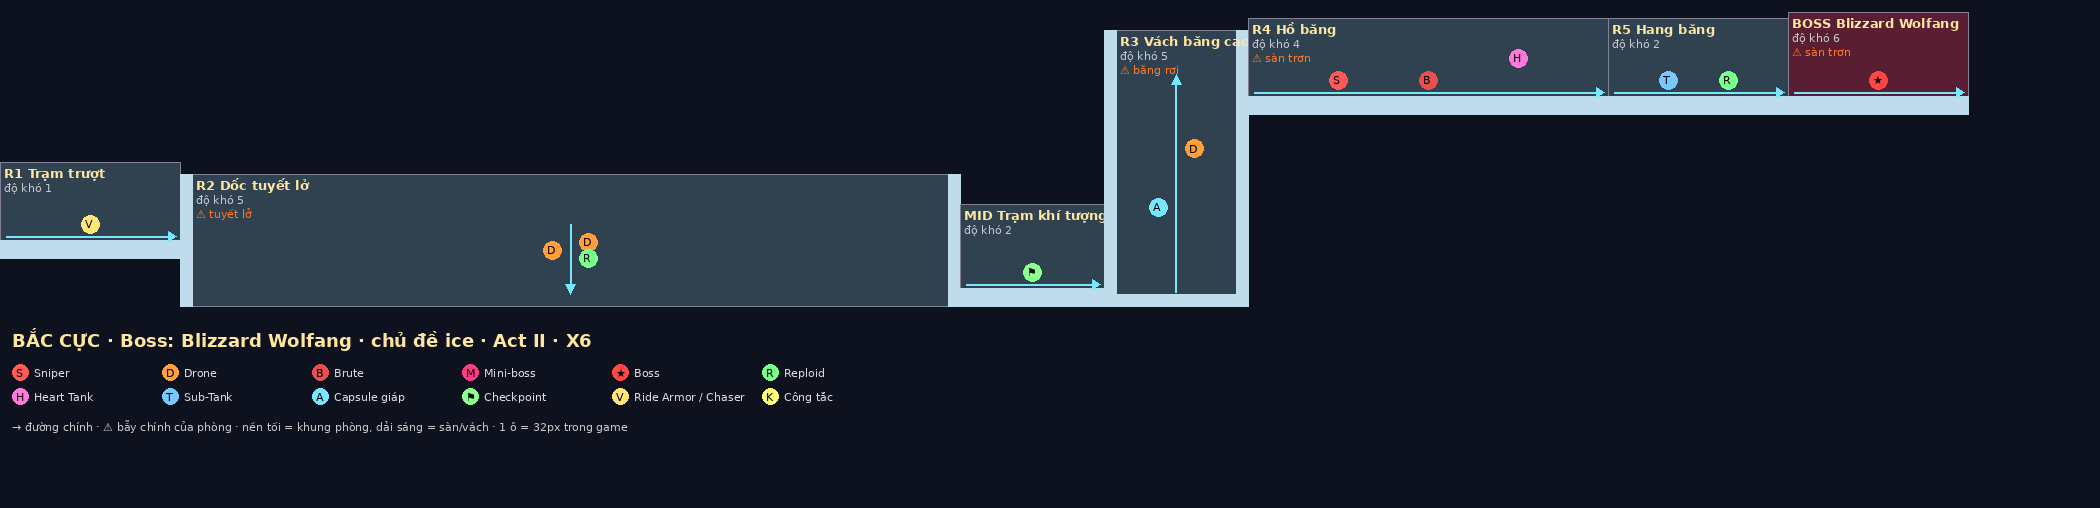 R1 Trạm trượt
độ khó 1
V
R2 Dốc tuyết lở
độ khó 5
⚠ tuyết lở
D
D
R
MID Trạm khí tượng
độ khó 2
⚑
R3 Vách băng cao
độ khó 5
⚠ băng rơi
D
A
R4 Hồ băng
độ khó 4
⚠ sàn trơn
S
B
H
R5 Hang băng
độ khó 2
T
R
BOSS Blizzard Wolfang
độ khó 6
⚠ sàn trơn
★
BẮC CỰC · Boss: Blizzard Wolfang · chủ đề ice · Act II · X6
S Sniper D Drone B Brute M Mini-boss ★ Boss R Reploid
H Heart Tank T Sub-Tank A Capsule giáp ⚑ Checkpoint V Ride Armor / Chaser K Công tắc
→ đường chính · ⚠ bẫy chính của phòng · nền tối = khung phòng, dải sáng = sàn/vách · 1 ô = 32px trong game